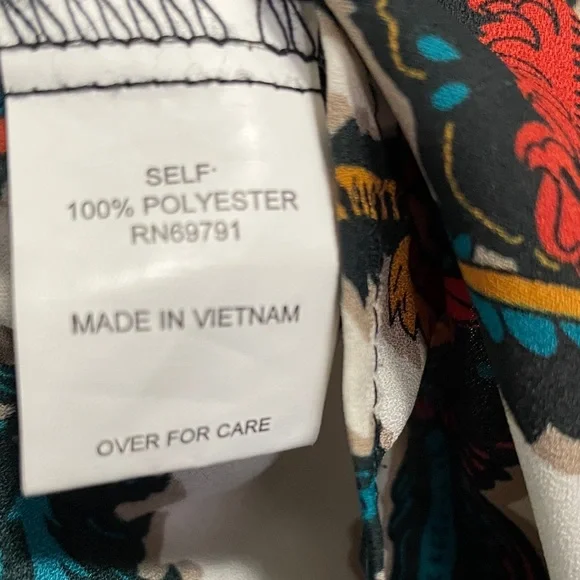 SELF·
100% POLYESTER
RN69791
MADE IN VIETNAM
OVER FOR CARE